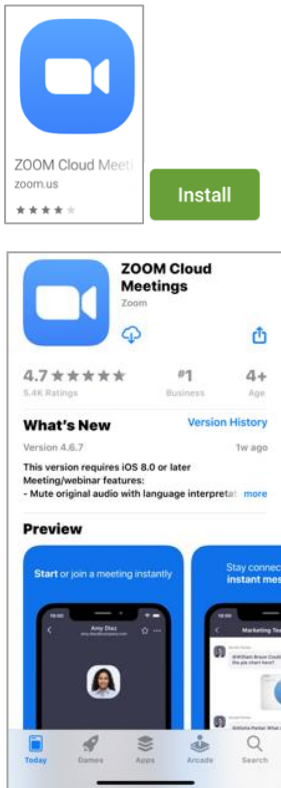 ZOOM Cloud Meeti
zoom.us
Install
ZOOM Cloud
Meetings
Zoom
4.7 #1 4+
5.4K Ratings Business Age
What's New Version History
Version 4.6.7 1w ago
This version requires iOS 8.0 or later
Meeting/webinar features:
- Mute original audio with language interpretat more
Preview
Start or join a meeting instantly
Stay connec
instant mes
Amy Diaz
Marketing Tea
Today Games Apps Arcade Search